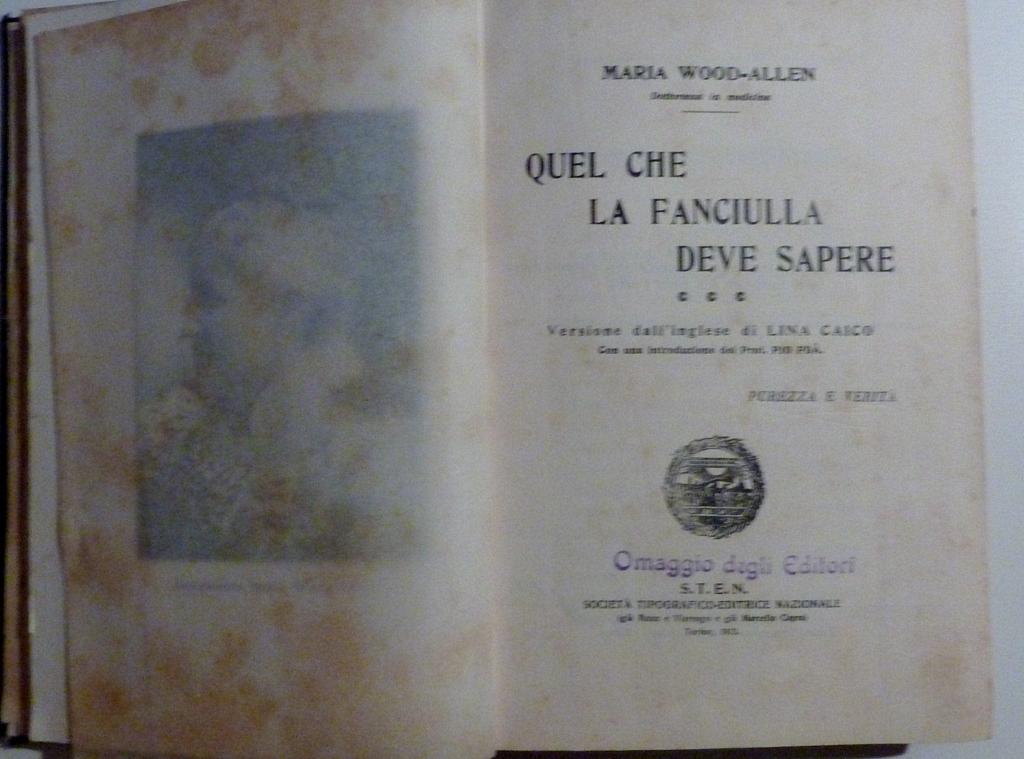 MARIA WOOD-ALLEN
Dottoressa in medicina
QUEL CHE
LA FANCIULLA
DEVE SAPERE
Versione dall'inglese di LINA CAICO
Con una introduzione del Prof. PIO FOÀ.
PUREZZA E VERITÀ
Omaggio degli Editori
S. T. E. N.
SOCIETÀ TIPOGRAFICO-EDITRICE NAZIONALE
(già Roux e Viarengo e già Marcello Capra)
Torino,